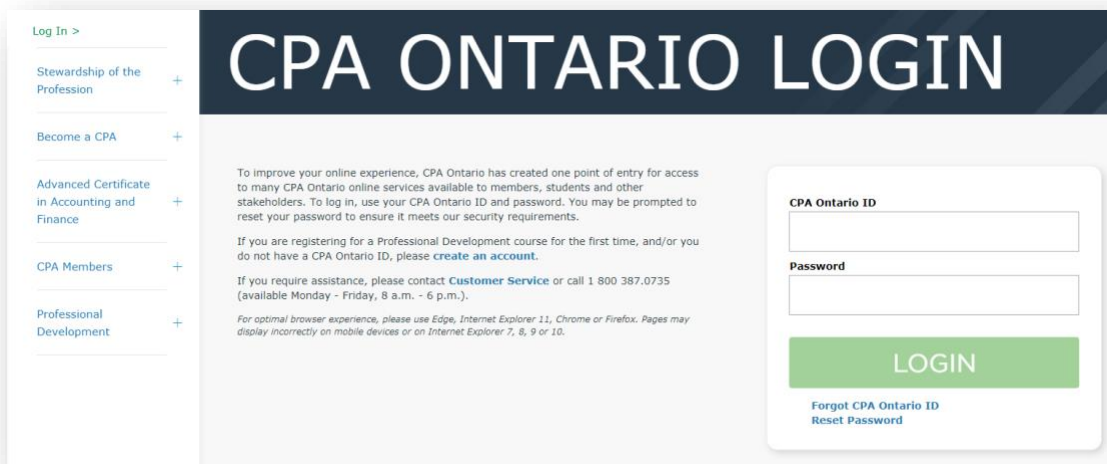 Log In >
Stewardship of the
Profession
+
Become a CPA
+
Advanced Certificate
in Accounting and
Finance
+
CPA Members
+
Professional
Development
+
CPA ONTARIO LOGIN
To improve your online experience, CPA Ontario has created one point of entry for access
to many CPA Ontario online services available to members, students and other
stakeholders. To log in, use your CPA Ontario ID and password. You may be prompted to
reset your password to ensure it meets our security requirements.
If you are registering for a Professional Development course for the first time, and/or you
do not have a CPA Ontario ID, please create an account.
If you require assistance, please contact Customer Service or call 1 800 387.0735
(available Monday - Friday, 8 a.m. - 6 p.m.).
For optimal browser experience, please use Edge, Internet Explorer 11, Chrome or Firefox. Pages may
display incorrectly on mobile devices or on Internet Explorer 7, 8, 9 or 10.
CPA Ontario ID
Password
LOGIN
Forgot CPA Ontario ID
Reset Password